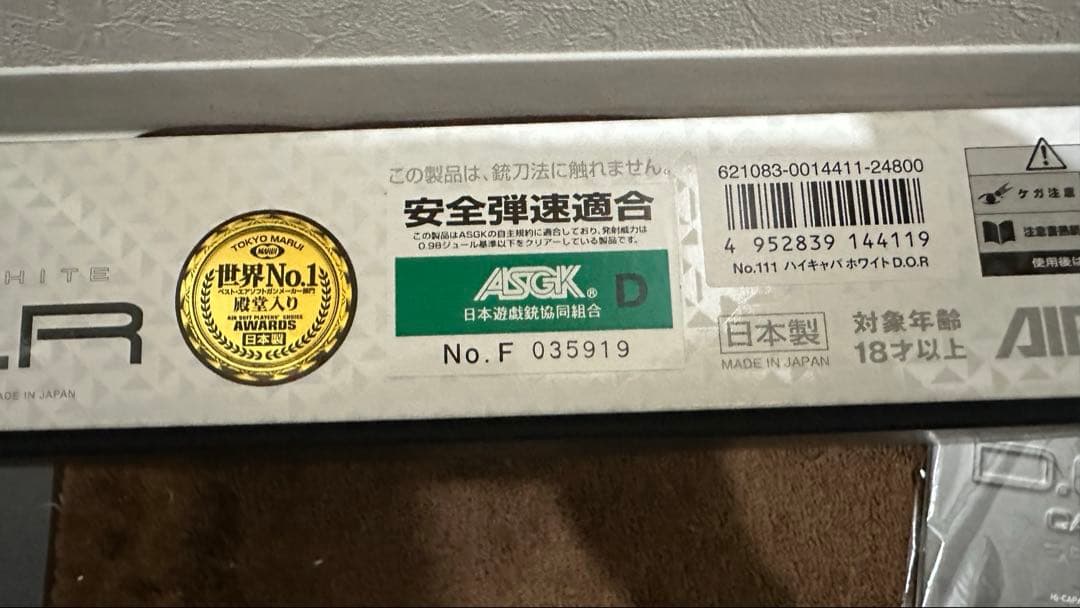 HITE
.R
MADE IN JAPAN
TOKYO MARUI
世界No.1
ベスト・エアソフトガンメーカー部門
殿堂入り
AIR SOFT PLAYERS' CHOICE
AWARDS
日本製
この製品は、銃刀法に触れません。
安全弾速適合
この製品はASGKの自主規約に適合しており、発射威力は
0.98ジュール基準以下をクリアーしている製品です。
ASGK® D
日本遊戯銃協同組合
No. F 035919
621083-0014411-24800
4 952839 144119
No.111 ハイキャパ ホワイト D.O.R
日本製
MADE IN JAPAN
対象年齢
18才以上
ケガ注意
使用後は
HI-CAPA